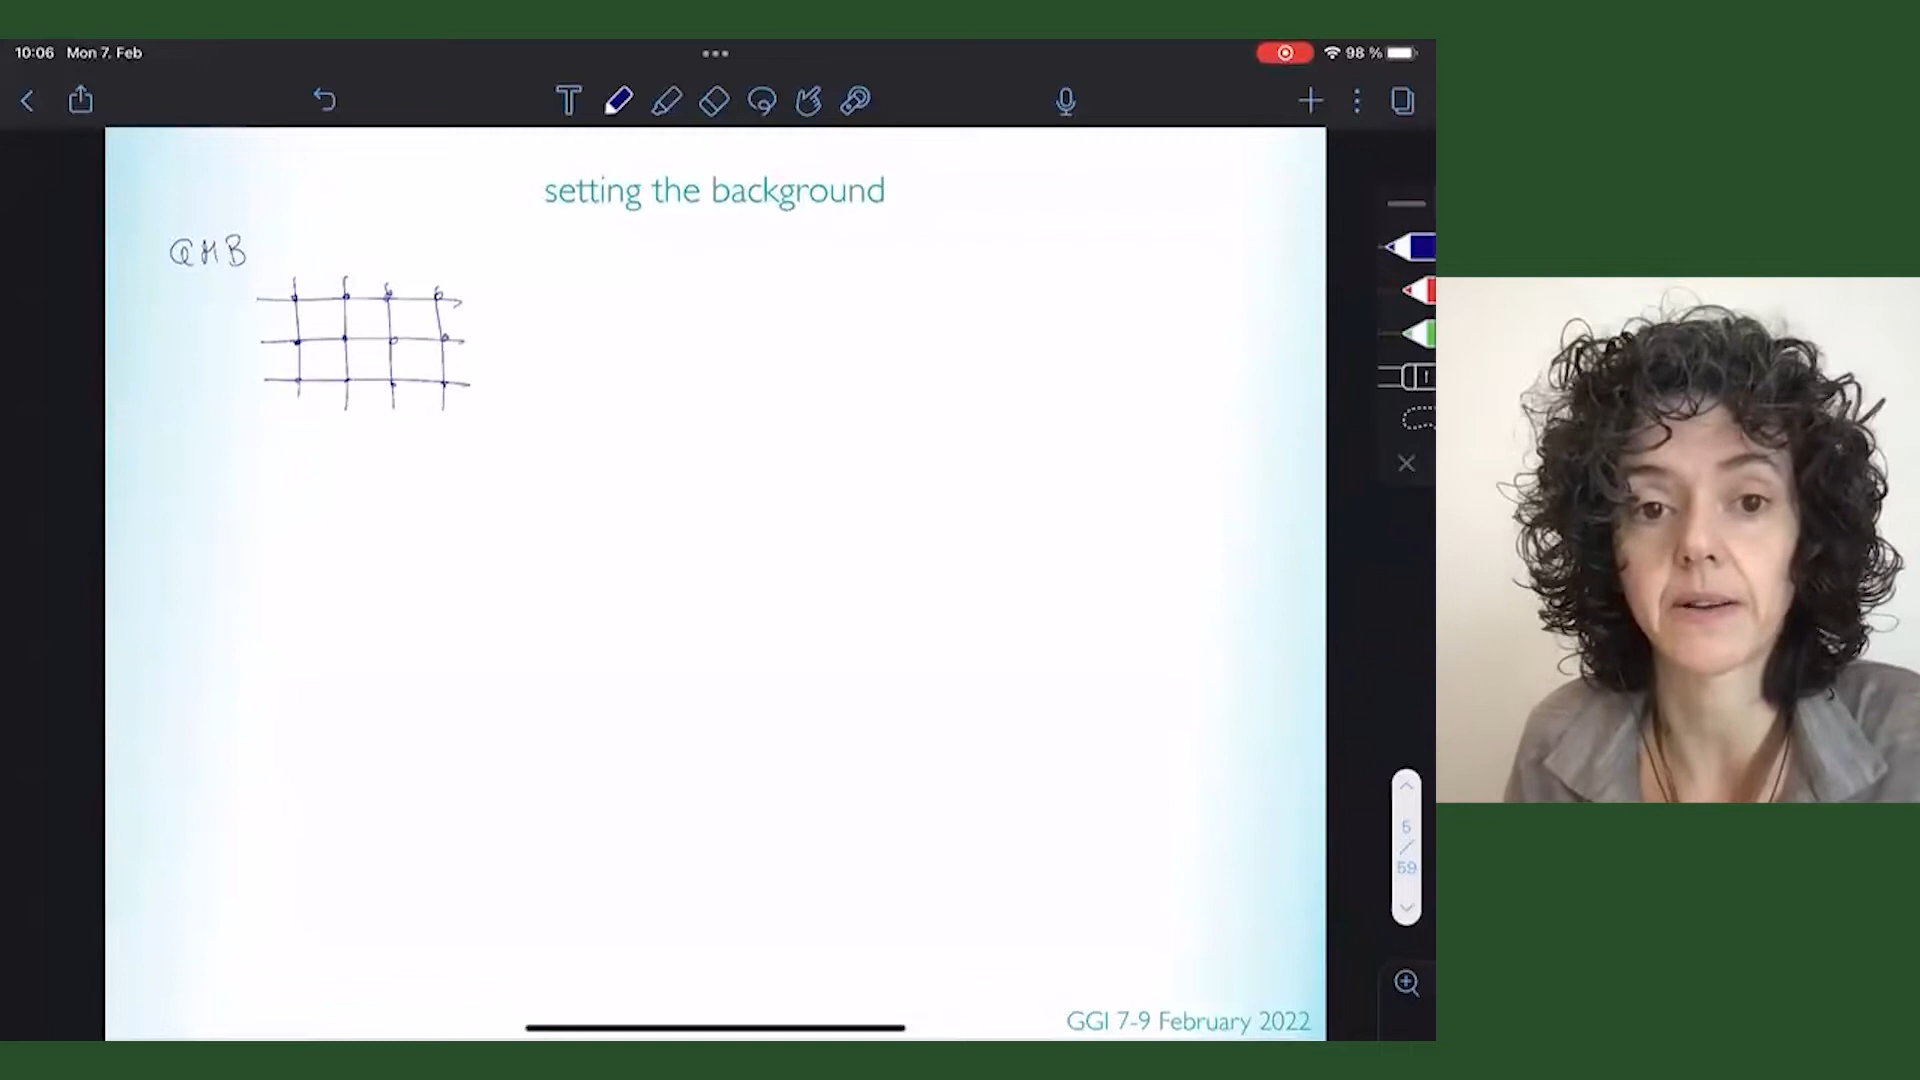 10:06 Mon 7. Feb
98 %
setting the background
QMB
5
/
59
GGI 7-9 February 2022